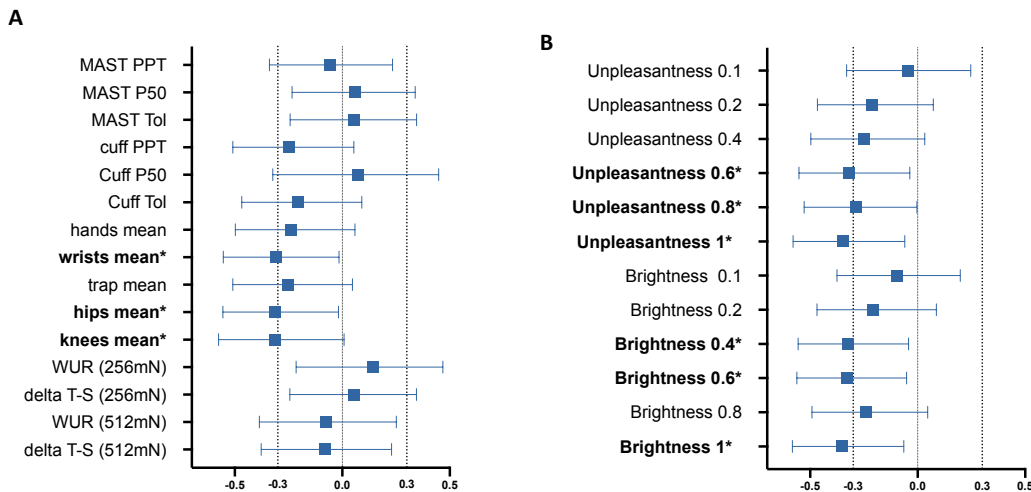 A
MAST PPT
MAST P50
MAST Tol
cuff PPT
Cuff P50
Cuff Tol
hands mean
wrists mean*
trap mean
hips mean*
knees mean*
WUR (256mN)
delta T-S (256mN)
WUR (512mN)
delta T-S (512mN)
-0.5 -0.3 0.0 0.3 0.5
B
Unpleasantness 0.1
Unpleasantness 0.2
Unpleasantness 0.4
Unpleasantness 0.6*
Unpleasantness 0.8*
Unpleasantness 1*
Brightness 0.1
Brightness 0.2
Brightness 0.4*
Brightness 0.6*
Brightness 0.8
Brightness 1*
-0.5 -0.3 0.0 0.3 0.5